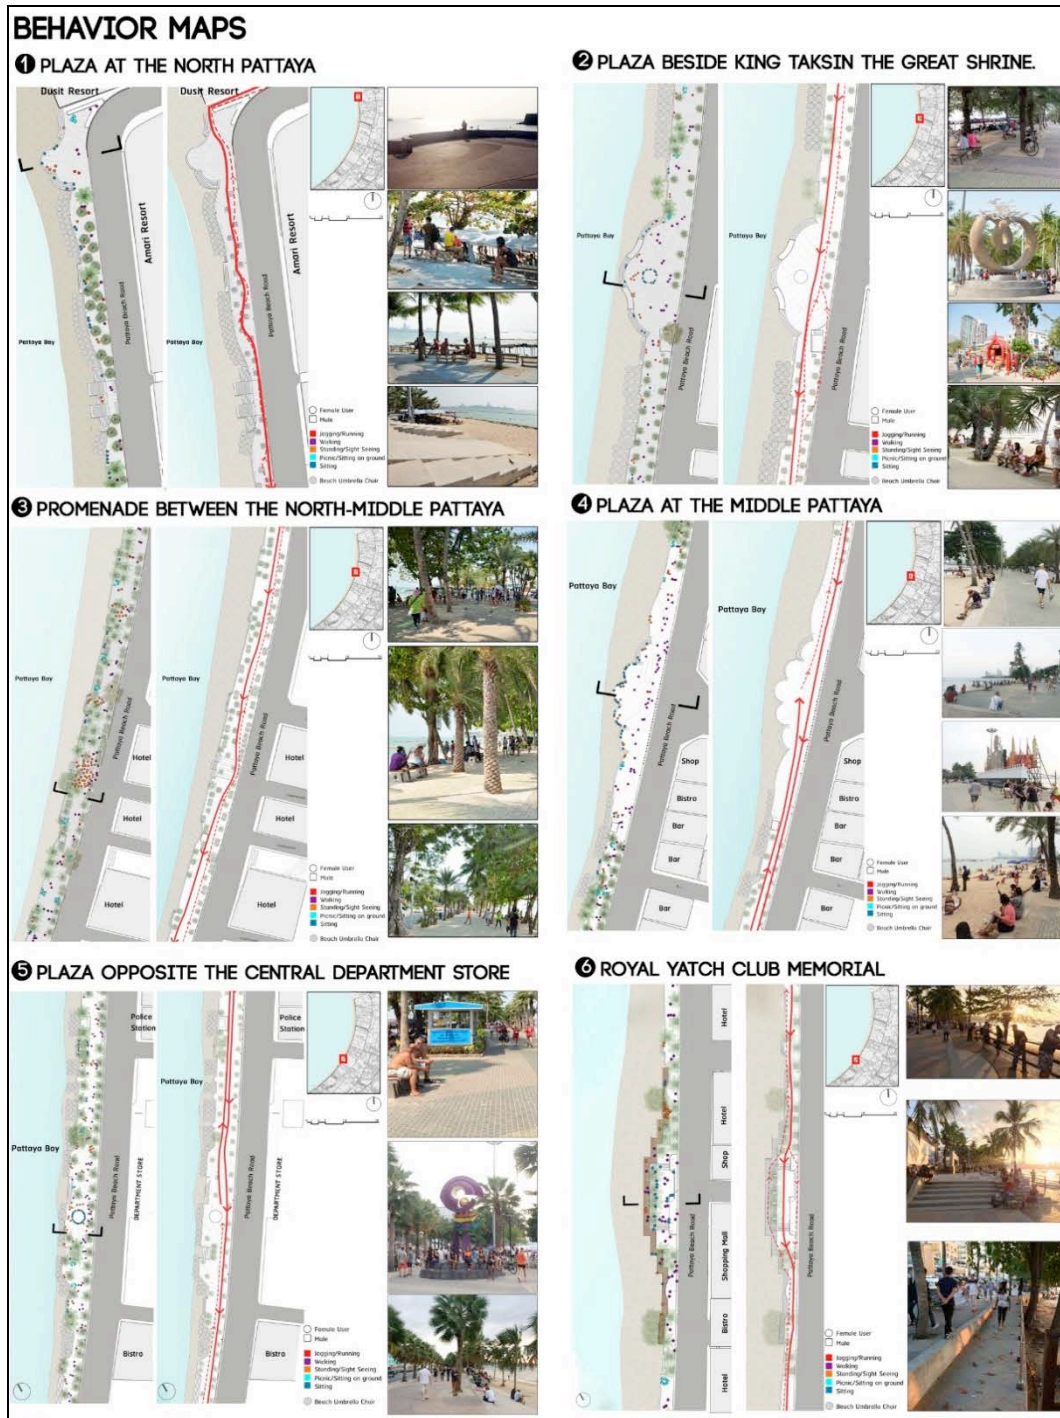 BEHAVIOR MAPS
1 PLAZA AT THE NORTH PATTAYA
Dusit Resort
Dusit Resort
Amari Resort
Amari Resort
Pattaya Beach Road
Pattaya Beach Road
Pattaya Bay
Pattaya Bay
Female User
Male
Jogging/Running
Walking
Standing/Sight Seeing
Picnic/Sitting on ground
Sitting
Beach Umbrella Chair
2 PLAZA BESIDE KING TAKSIN THE GREAT SHRINE.
Pattaya Bay
Pattaya Bay
Pattaya Beach Road
Pattaya Beach Road
Female User
Male
Jogging/Running
Walking
Standing/Sight Seeing
Picnic/Sitting on ground
Sitting
Beach Umbrella Chair
3 PROMENADE BETWEEN THE NORTH-MIDDLE PATTAYA
Pattaya Bay
Pattaya Bay
Pattaya Beach Road
Pattaya Beach Road
Hotel
Hotel
Hotel
Hotel
Hotel
Hotel
Female User
Male
Jogging/Running
Walking
Standing/Sight Seeing
Picnic/Sitting on ground
Sitting
Beach Umbrella Chair
4 PLAZA AT THE MIDDLE PATTAYA
Pattaya Bay
Pattaya Bay
Pattaya Beach Road
Pattaya Beach Road
Shop
Bistro
Bar
Bar
Bar
Shop
Bistro
Bar
Bar
Bar
Female User
Male
Jogging/Running
Walking
Standing/Sight Seeing
Picnic/Sitting on ground
Sitting
Beach Umbrella Chair
5 PLAZA OPPOSITE THE CENTRAL DEPARTMENT STORE
Police
Station
Police
Station
Pattaya Bay
Pattaya Bay
Pattaya Beach Road
Pattaya Beach Road
DEPARTMENT STORE
DEPARTMENT STORE
Bistro
Bistro
Female User
Male
Jogging/Running
Walking
Standing/Sight Seeing
Picnic/Sitting on ground
Sitting
Beach Umbrella Chair
6 ROYAL YATCH CLUB MEMORIAL
Hotel
Hotel
Shop
Shopping Mall
Bistro
Hotel
Pattaya Beach Road
Pattaya Beach Road
Female User
Male
Jogging/Running
Walking
Standing/Sight Seeing
Picnic/Sitting on ground
Sitting
Beach Umbrella Chair